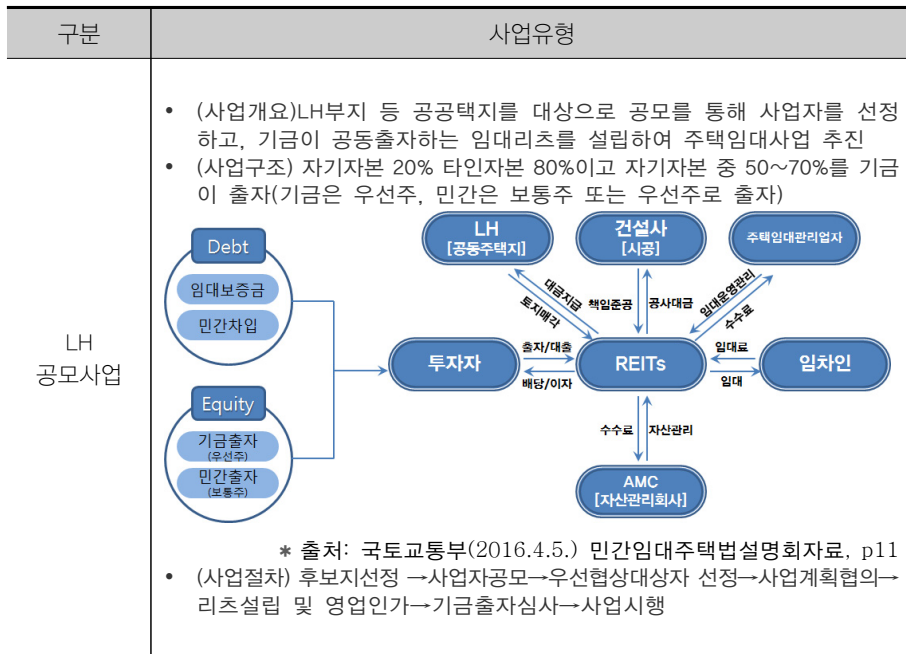 구분
사업유형
LH
공모사업
• (사업개요)LH부지 등 공공택지를 대상으로 공모를 통해 사업자를 선정
하고, 기금이 공동출자하는 임대리츠를 설립하여 주택임대사업 추진
• (사업구조) 자기자본 20% 타인자본 80%이고 자기자본 중 50~70%를 기금
이 출자(기금은 우선주, 민간은 보통주 또는 우선주로 출자)
Debt
임대보증금
민간차입
Equity
기금출자
(우선주)
민간출자
(보통주)
LH
[공동주택지]
건설사
[시공]
주택임대관리업자
대금지급
토지매각
책임준공
공사대금
임대운영관리
수수료
투자자
출자/대출
배당/이자
REITs
임대료
임대
임차인
수수료
자산관리
AMC
[자산관리회사]
* 출처: 국토교통부(2016.4.5.) 민간임대주택법설명회자료, p11
• (사업절차) 후보지선정 →사업자공모→우선협상대상자 선정→사업계획협의→
리츠설립 및 영업인가→기금출자심사→사업시행